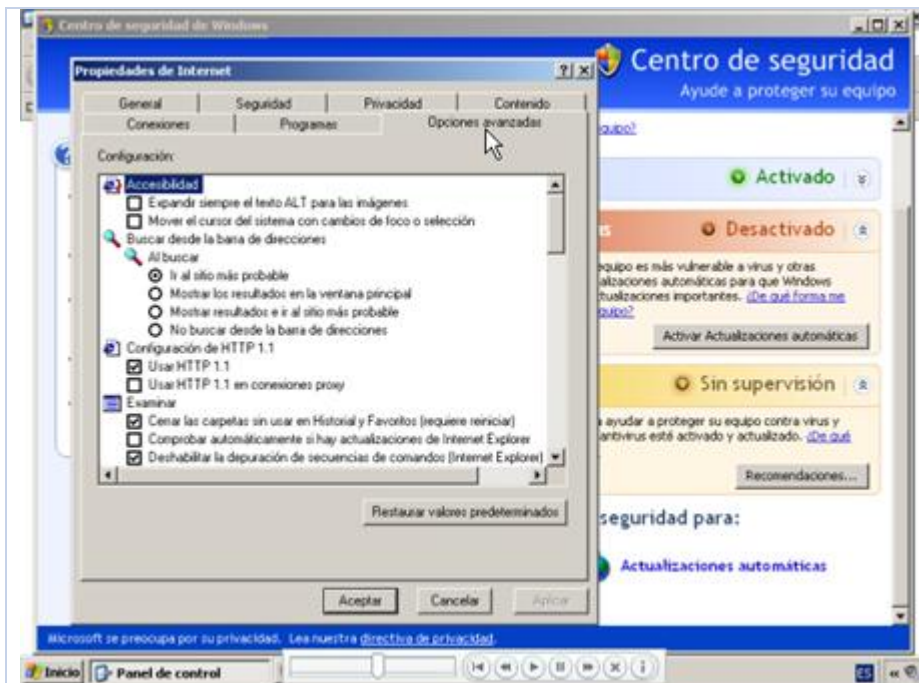 Centro de seguridad de Windows
Centro de seguridad
Ayude a proteger su equipo
Propiedades de Internet
General
Seguridad
Privacidad
Contenido
Conexiones
Programas
Opciones avanzadas
Configuración:
Accesibilidad
Expandir siempre el texto ALT para las imágenes
Mover el cursor del sistema con cambios de foco o selección
Buscar desde la barra de direcciones
Al buscar
Ir al sitio más probable
Mostrar los resultados en la ventana principal
Mostrar resultados e ir al sitio más probable
No buscar desde la barra de direcciones
Configuración de HTTP 1.1
Usar HTTP 1.1
Usar HTTP 1.1 en conexiones proxy
Examinar
Cerrar las carpetas sin usar en Historial y Favoritos (requiere reiniciar)
Comprobar automáticamente si hay actualizaciones de Internet Explorer
Deshabilitar la depuración de secuencias de comandos (Internet Explorer)
Restaurar valores predeterminados
Aceptar
Cancelar
Aplicar
equipo?
Activado
Desactivado
equipo es más vulnerable a virus y otras
alizaciones automáticas para que Windows
tualizaciones importantes. ¿De qué forma me
equipo?
Activar Actualizaciones automáticas
Sin supervisión
a ayudar a proteger su equipo contra virus y
antivirus esté activado y actualizado. ¿De qué
Recomendaciones...
seguridad para:
Actualizaciones automáticas
Microsoft se preocupa por su privacidad. Lea nuestra directiva de privacidad.
Inicio
Panel de control
ES